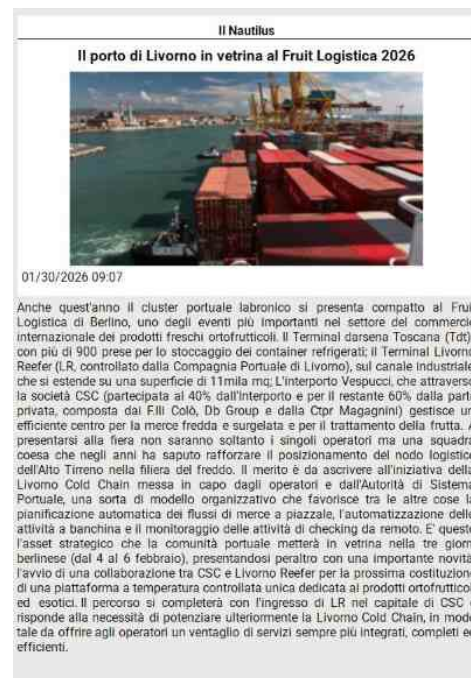 Il Nautilus
Il porto di Livorno in vetrina al Fruit Logistica 2026
01/30/2026 09:07
Anche quest'anno il cluster portuale labronico si presenta compatto al Frui
Logistica di Berlino, uno degli eventi più importanti nel settore del commercio
internazionale dei prodotti freschi ortofrutticoli. Il Terminal darsena Toscana (Tdt),
con più di 900 prese per lo stoccaggio dei container refrigerati; il Terminal Livorno
Reefer (LR, controllato dalla Compagnia Portuale di Livorno), sul canale industriale,
che si estende su una superficie di 11mila mq; L'interporto Vespucci, che attraverso
la società CSC (partecipata al 40% dall'Interporto e per il restante 60% dalla parte
privata, composta dai F.lli Colò, Db Group e dalla Ctpr Magagnini) gestisce un
efficiente centro per la merce fredda e surgelata e per il trattamento della frutta. A
presentarsi alla fiera non saranno soltanto i singoli operatori ma una squadra
coesa che negli anni ha saputo rafforzare il posizionamento del nodo logistico
dell'Alto Tirreno nella filiera del freddo. Il merito è da ascrivere all'iniziativa della
Livorno Cold Chain messa in capo dagli operatori e dall'Autorità di Sistema
Portuale, una sorta di modello organizzativo che favorisce tra le altre cose la
pianificazione automatica dei flussi di merce a piazzale, l'automatizzazione delle
attività a banchina e il monitoraggio delle attività di checking da remoto. E' questo
l'asset strategico che la comunità portuale metterà in vetrina nella tre giorni
berlinese (dal 4 al 6 febbraio), presentandosi peraltro con una importante novità:
l'avvio di una collaborazione tra CSC e Livorno Reefer per la prossima costituzione
di una piattaforma a temperatura controllata unica dedicata ai prodotti ortofrutticoli
ed esotici. Il percorso si completerà con l'ingresso di LR nel capitale di CSC e
risponde alla necessità di potenziare ulteriormente la Livorno Cold Chain, in modo
tale da offrire agli operatori un ventaglio di servizi sempre più integrati, completi ed
efficienti.